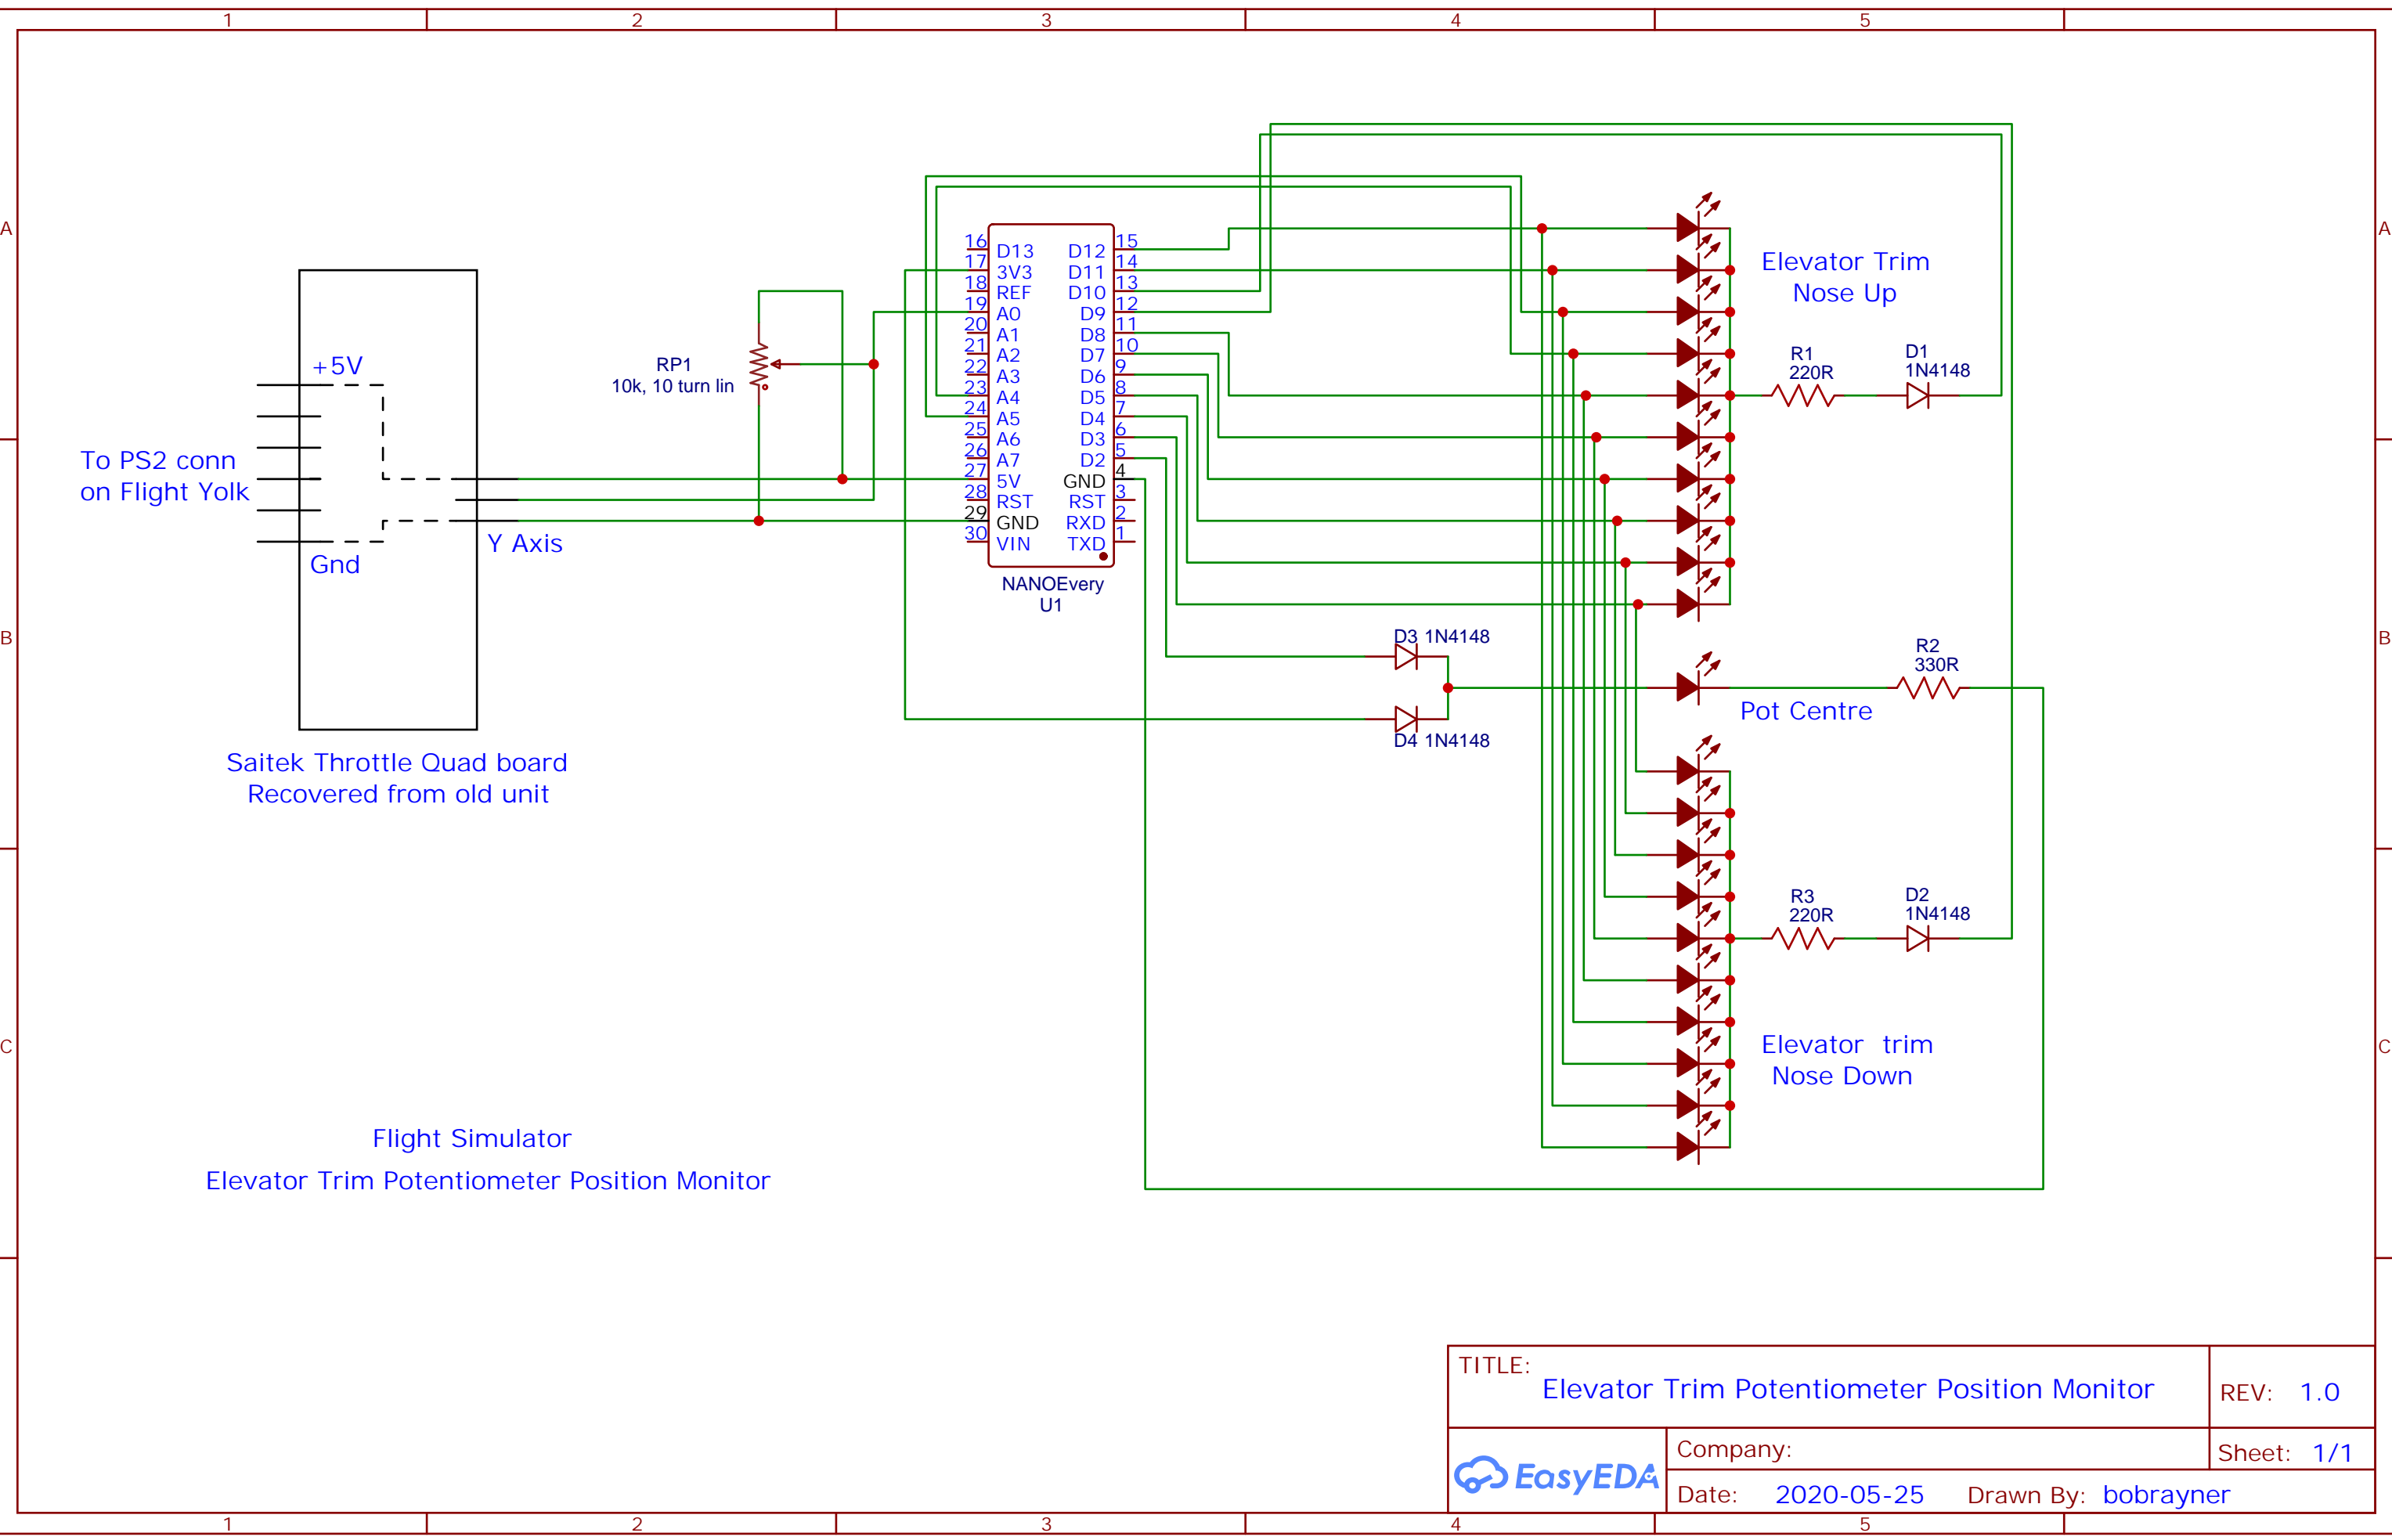 1 2 3 4 5
A A
B B
C C
+5V
To PS2 conn
on Flight Yolk
Gnd
Y Axis
Saitek Throttle Quad board
Recovered from old unit
RP1
10k, 10 turn lin
16 D13 D12 15
17 3V3 D11 14
18 REF D10 13
19 A0 D9 12
20 A1 D8 11
21 A2 D7 10
22 A3 D6 9
23 A4 D5 8
24 A5 D4 7
25 A6 D3 6
26 A7 D2 5
27 5V GND 4
28 RST RST 3
29 GND RXD 2
30 VIN TXD 1
NANOEvery
U1
Elevator Trim
Nose Up
R1
220R
D1
1N4148
D3 1N4148
D4 1N4148
R2
330R
Pot Centre
R3
220R
D2
1N4148
Elevator  trim
Nose Down
Flight Simulator
Elevator Trim Potentiometer Position Monitor
TITLE:
Elevator Trim Potentiometer Position Monitor
REV: 1.0
EasyEDA
Company:
Sheet: 1/1
Date: 2020-05-25 Drawn By: bobrayner
1 2 3 4 5